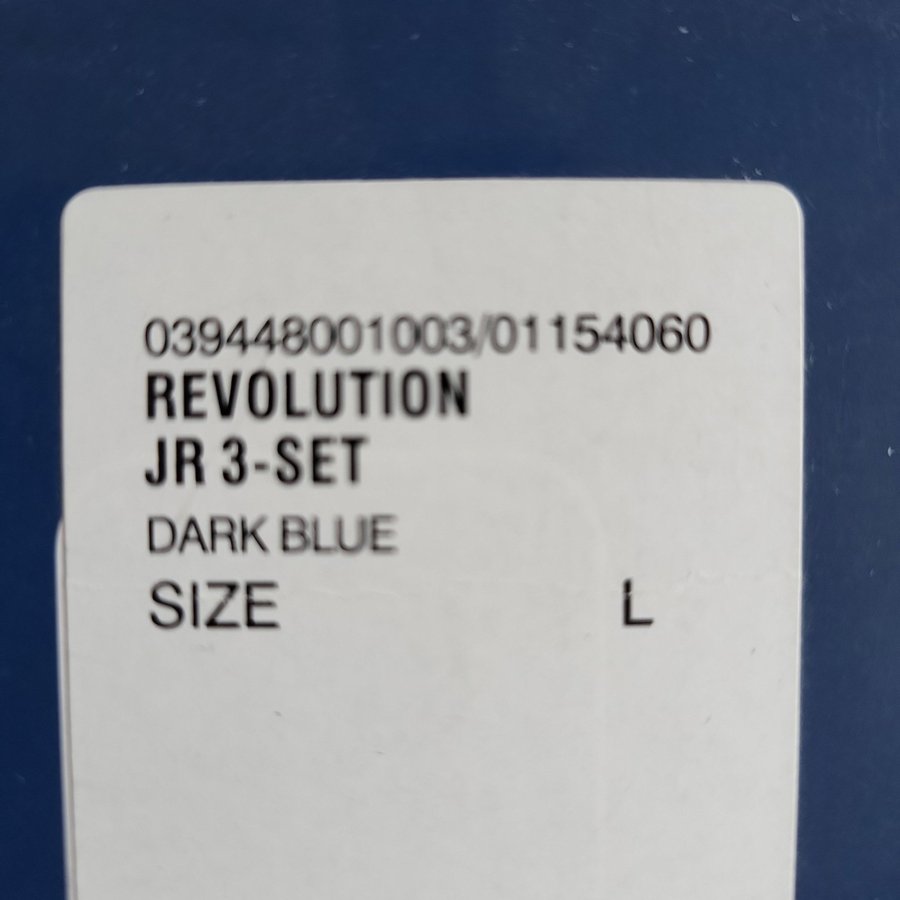 039448001003/01154060
REVOLUTION
JR 3-SET
DARK BLUE
SIZE L